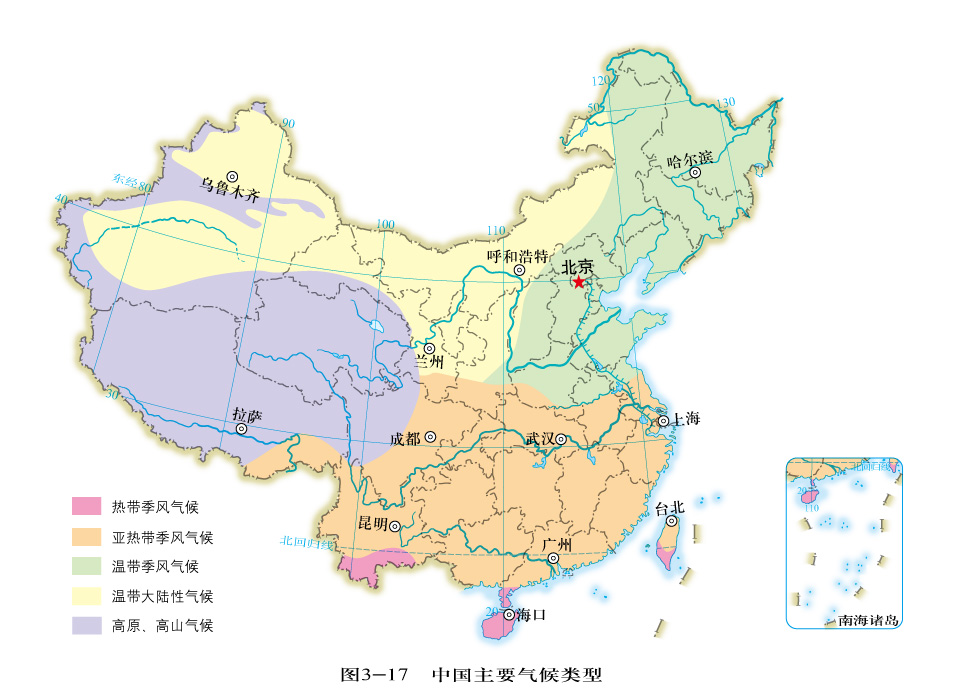 120
50
130
90
哈尔滨
东经80
乌鲁木齐
40
100
110
呼和浩特
北京
兰州
30
拉萨
成都
武汉
上海
北回归线
20
110
热带季风气候
昆明
台北
亚热带季风气候
北回归线
广州
温带季风气候
温带大陆性气候
20
海口
南海诸岛
高原、高山气候
图3-17 中国主要气候类型